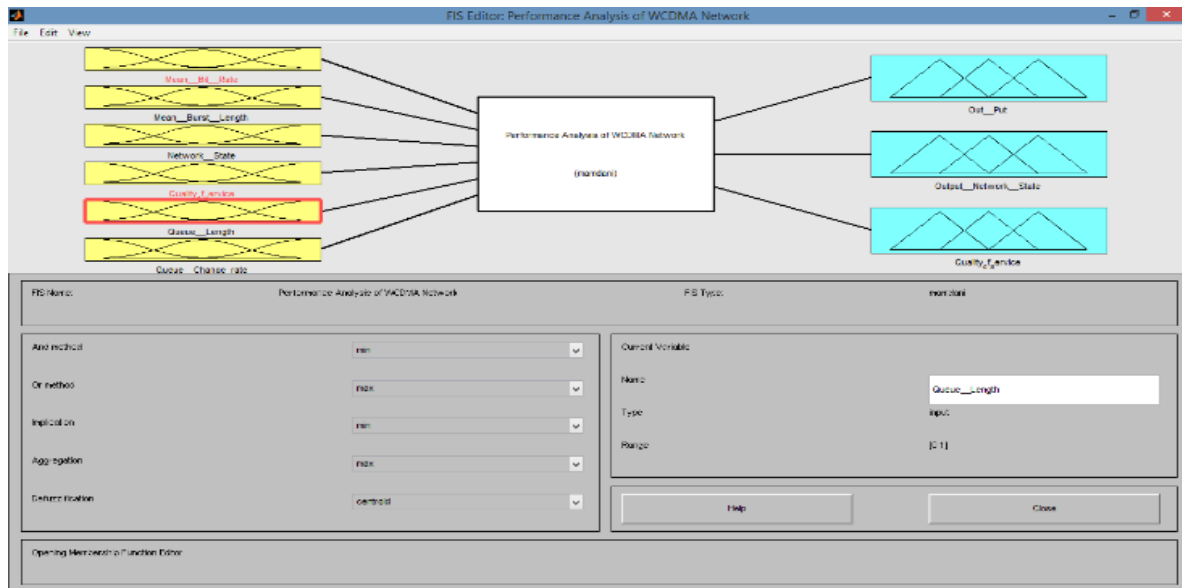 FIS Editor: Performance Analysis of WCDMA Network
File Edit View
Mean__Bit__Rate
Mean__Burst__Length
Network__State
Quality_f_ervice
Queue__Length
Queue__Change_rate
Performance Analysis of WCDMA Network
(mamdani)
Out__Put
Output__Network__State
Quality_f_ervice
FIS Name: Performance Analysis of WCDMA Network FIS Type: mamdani
And method min
Or method max
Implication min
Aggregation max
Defuzzification centroid
Current Variable
Name Queue__Length
Type input
Range [0 1]
Help Close
Opening Membership Function Editor